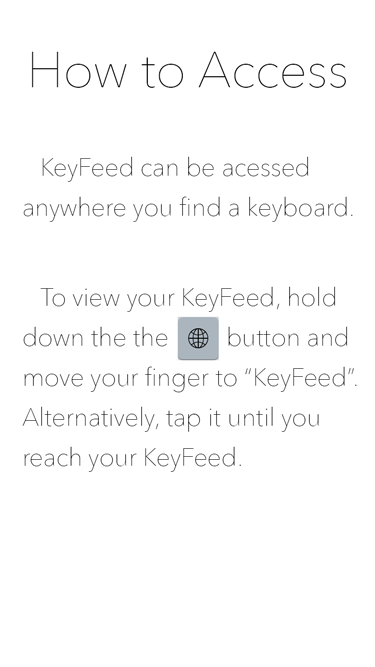 How to Access
KeyFeed can be acessed
anywhere you find a keyboard.
To view your KeyFeed, hold
down the the button and
move your finger to “KeyFeed”.
Alternatively, tap it until you
reach your KeyFeed.